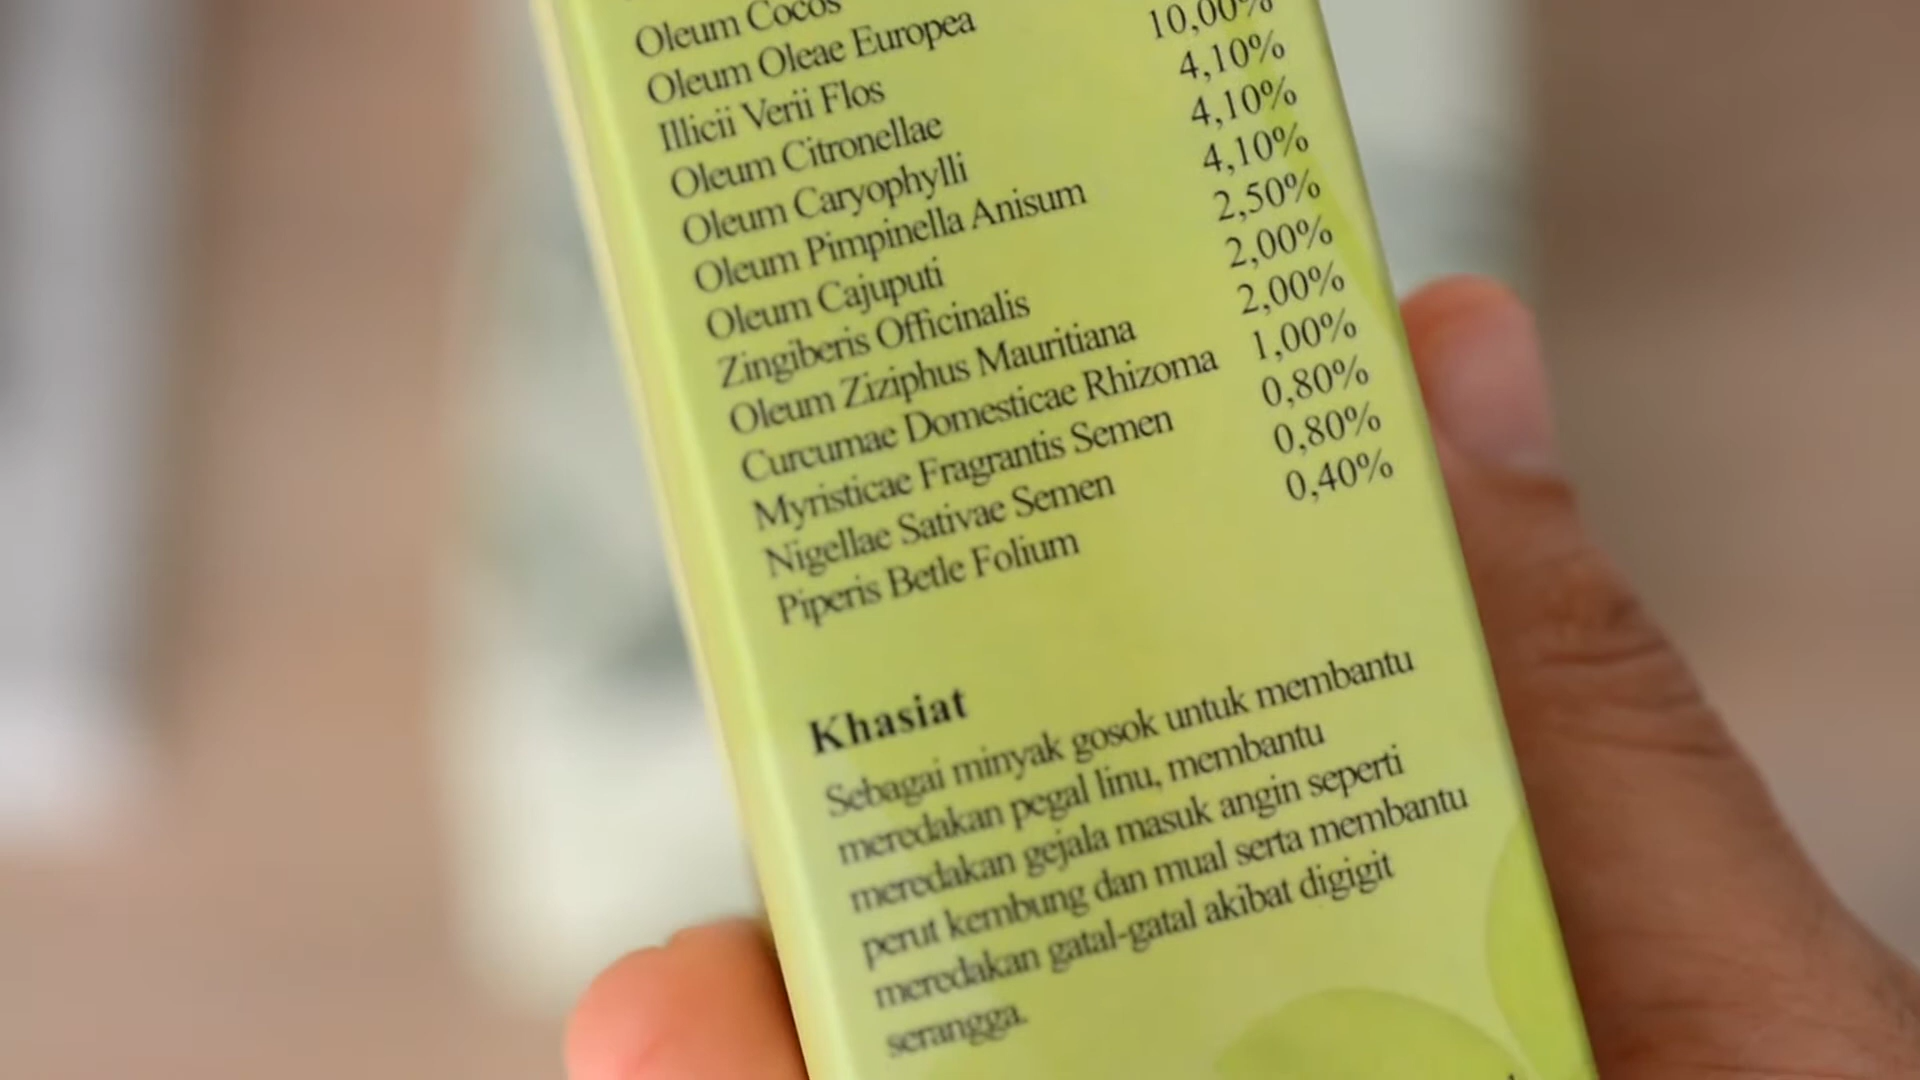 Oleum Cocos
Oleum Oleae Europea
Illicii Verii Flos 10,00%
Oleum Citronellae 4,10%
Oleum Caryophylli 4,10%
Oleum Pimpinella Anisum 4,10%
Oleum Cajuputi 2,50%
Zingiberis Officinalis 2,00%
Oleum Ziziphus Mauritiana 2,00%
Curcumae Domesticae Rhizoma 1,00%
Myristicae Fragrantis Semen 0,80%
Nigellae Sativae Semen 0,80%
Piperis Betle Folium 0,40%
Khasiat
Sebagai minyak gosok untuk membantu
meredakan pegal linu, membantu
meredakan gejala masuk angin seperti
perut kembung dan mual serta membantu
meredakan gatal-gatal akibat digigit
serangga.